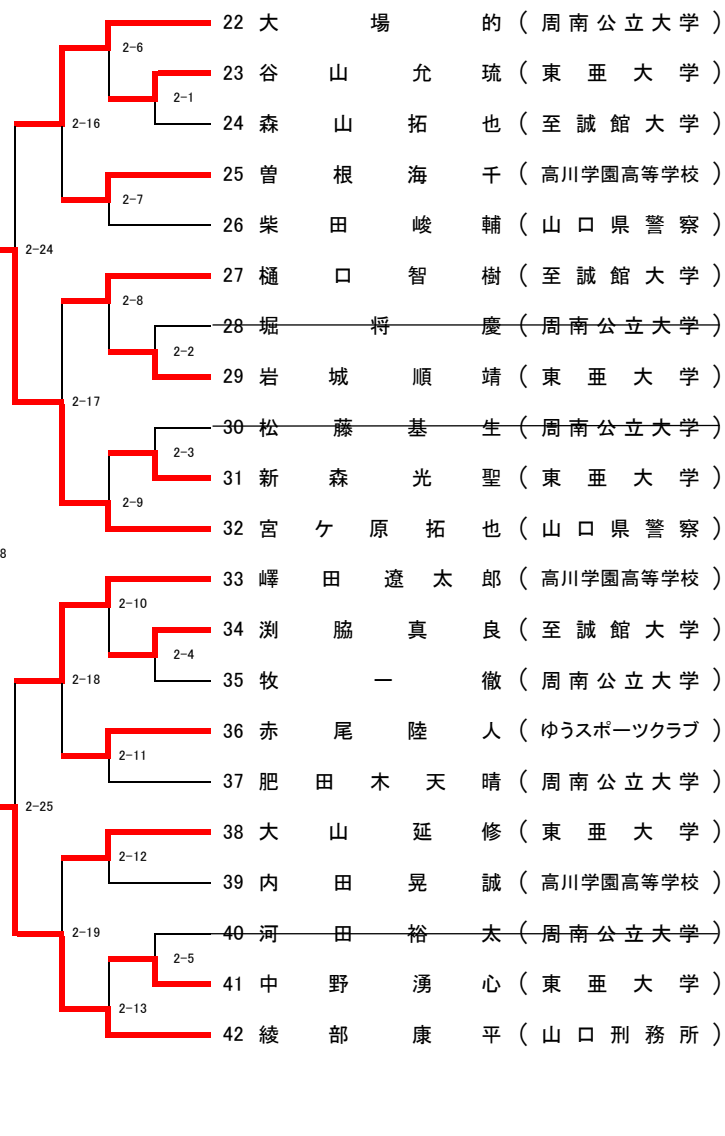 22 大場的（周南公立大学）
2-6
23 谷山允琉（東亜大学）
2-1
24 森山拓也（至誠館大学）
2-16
25 曽根海千（高川学園高等学校）
2-7
26 柴田峻輔（山口県警察）
2-24
27 樋口智樹（至誠館大学）
2-8
28 堀将慶（周南公立大学）
2-2
29 岩城順靖（東亜大学）
2-17
30 松藤基生（周南公立大学）
2-3
31 新森光聖（東亜大学）
2-9
32 宮ケ原拓也（山口県警察）
8
33 嶧田遼太郎（高川学園高等学校）
2-10
34 渕脇真良（至誠館大学）
2-4
35 牧一徹（周南公立大学）
2-18
36 赤尾陸人（ゆうスポーツクラブ）
2-11
37 肥田木天晴（周南公立大学）
2-25
38 大山延修（東亜大学）
2-12
39 内田晃誠（高川学園高等学校）
2-19
40 河田裕太（周南公立大学）
2-5
41 中野湧心（東亜大学）
2-13
42 綾部康平（山口刑務所）